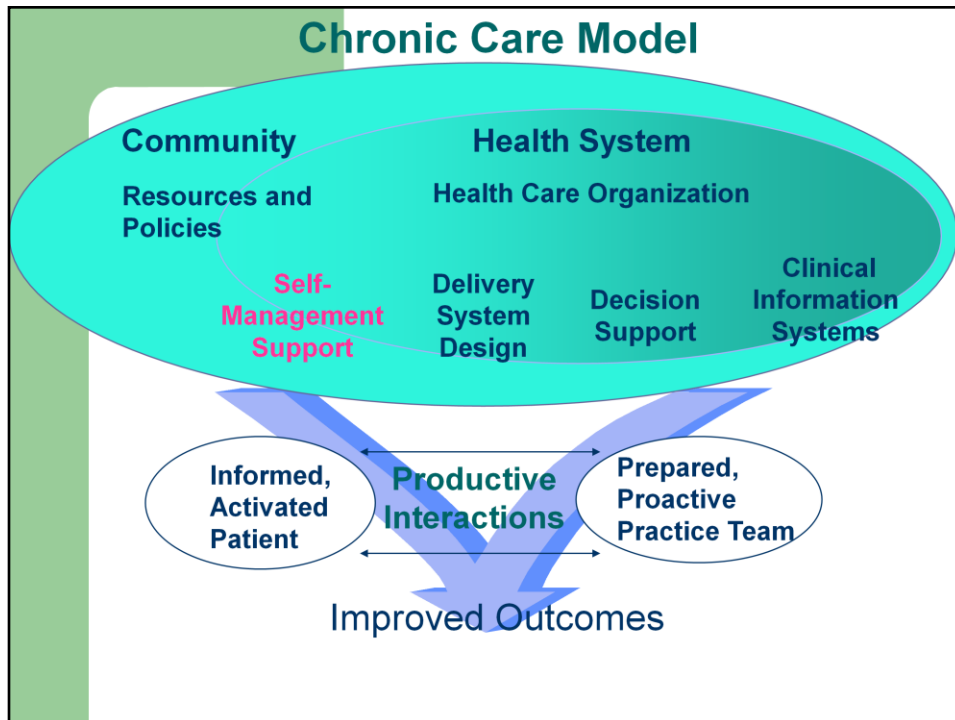 Chronic Care Model
Community
Resources and
Policies
Health System
Health Care Organization
Self-
Management
Support
Delivery
System
Design
Decision
Support
Clinical
Information
Systems
Informed,
Activated
Patient
Productive
Interactions
Prepared,
Proactive
Practice Team
Improved Outcomes